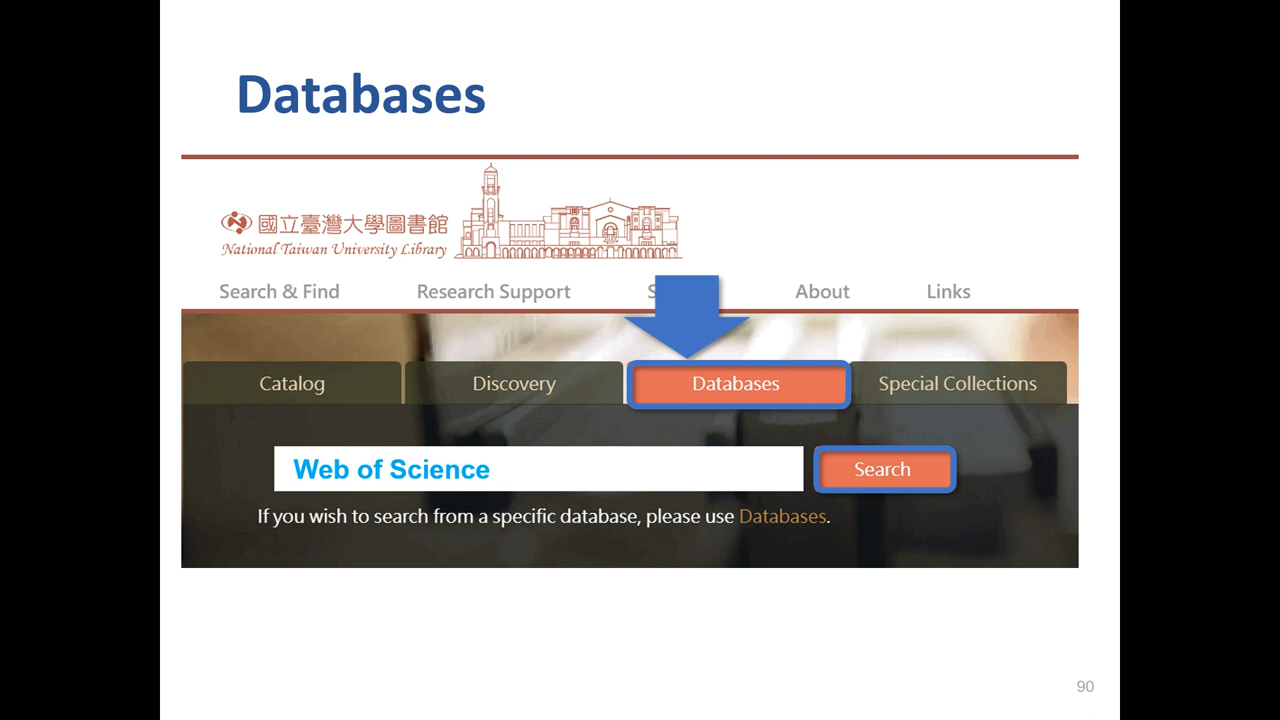 Databases
國立臺灣大學圖書館
National Taiwan University Library
Search & Find Research Support About Links
Catalog Discovery Databases Special Collections
Web of Science Search
If you wish to search from a specific database, please use Databases.
90